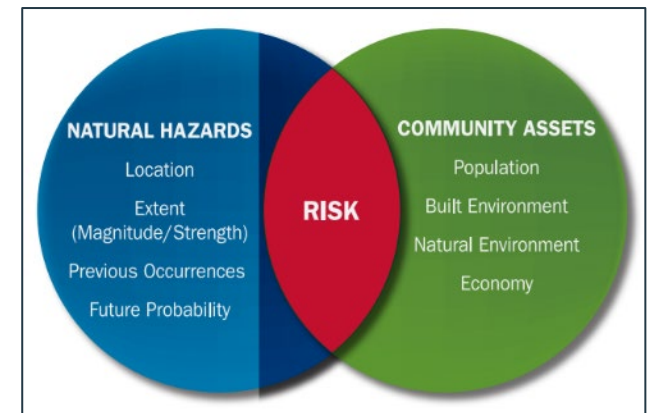 NATURAL HAZARDS
Location
Extent
(Magnitude/Strength)
Previous Occurrences
Future Probability
RISK
COMMUNITY ASSETS
Population
Built Environment
Natural Environment
Economy